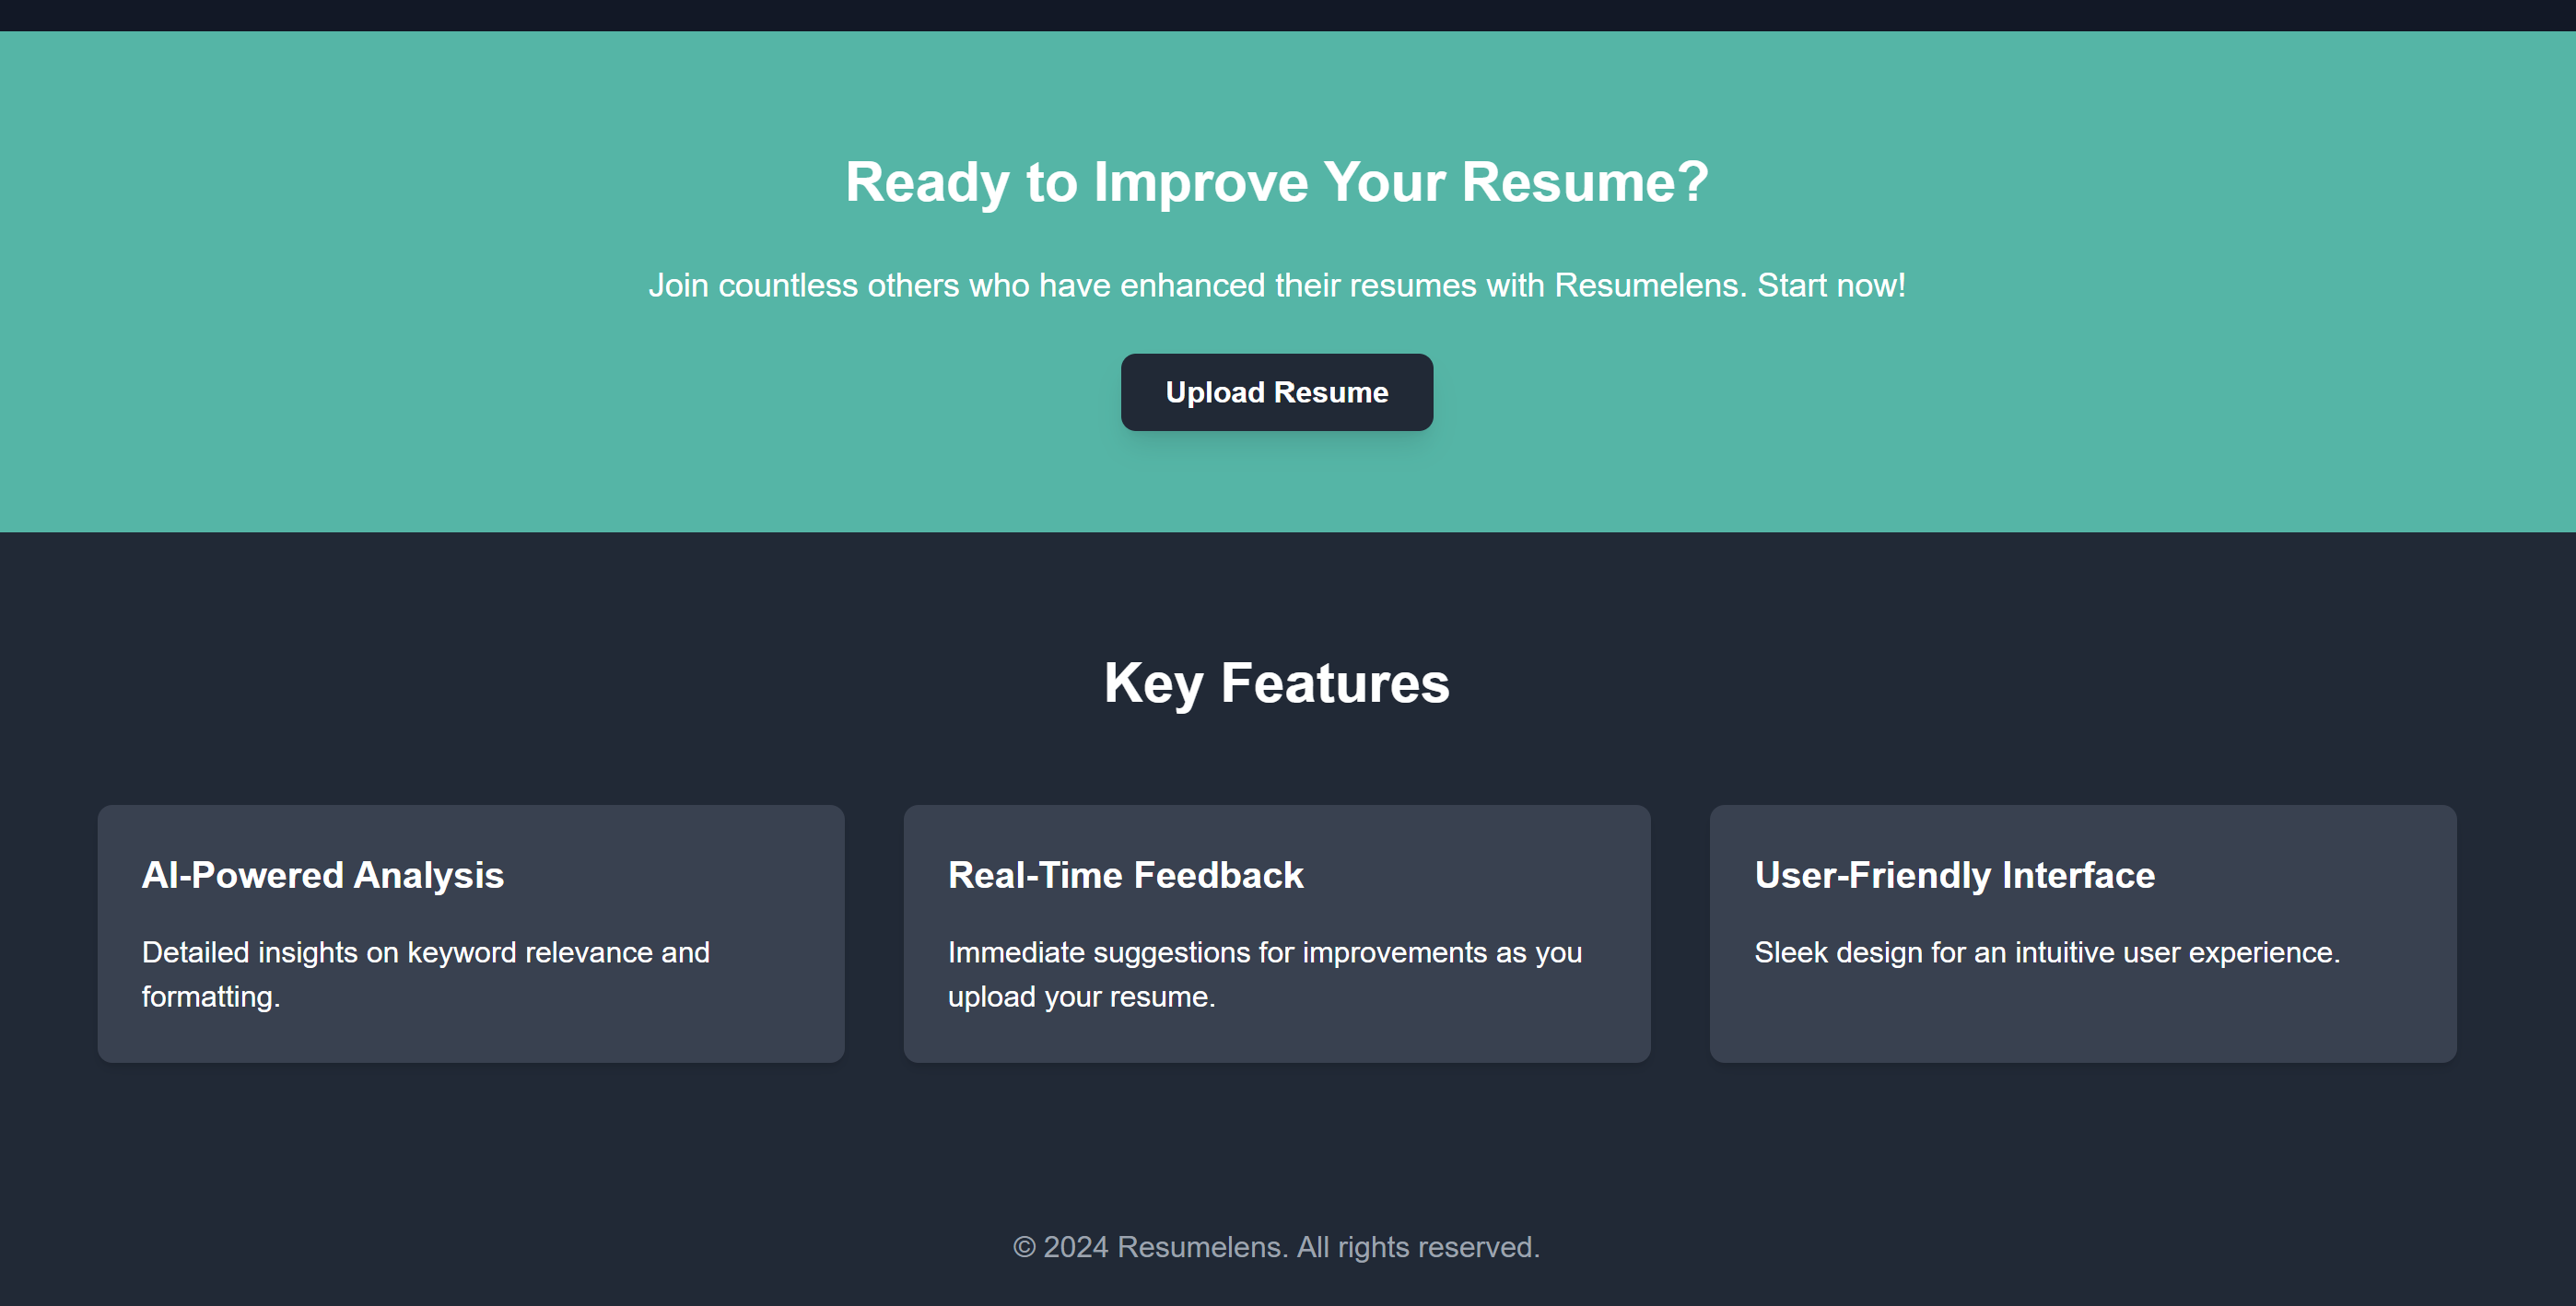 Ready to Improve Your Resume?
Join countless others who have enhanced their resumes with Resumelens. Start now!
Upload Resume
Key Features
AI-Powered Analysis
Detailed insights on keyword relevance and
formatting.
Real-Time Feedback
Immediate suggestions for improvements as you
upload your resume.
User-Friendly Interface
Sleek design for an intuitive user experience.
© 2024 Resumelens. All rights reserved.